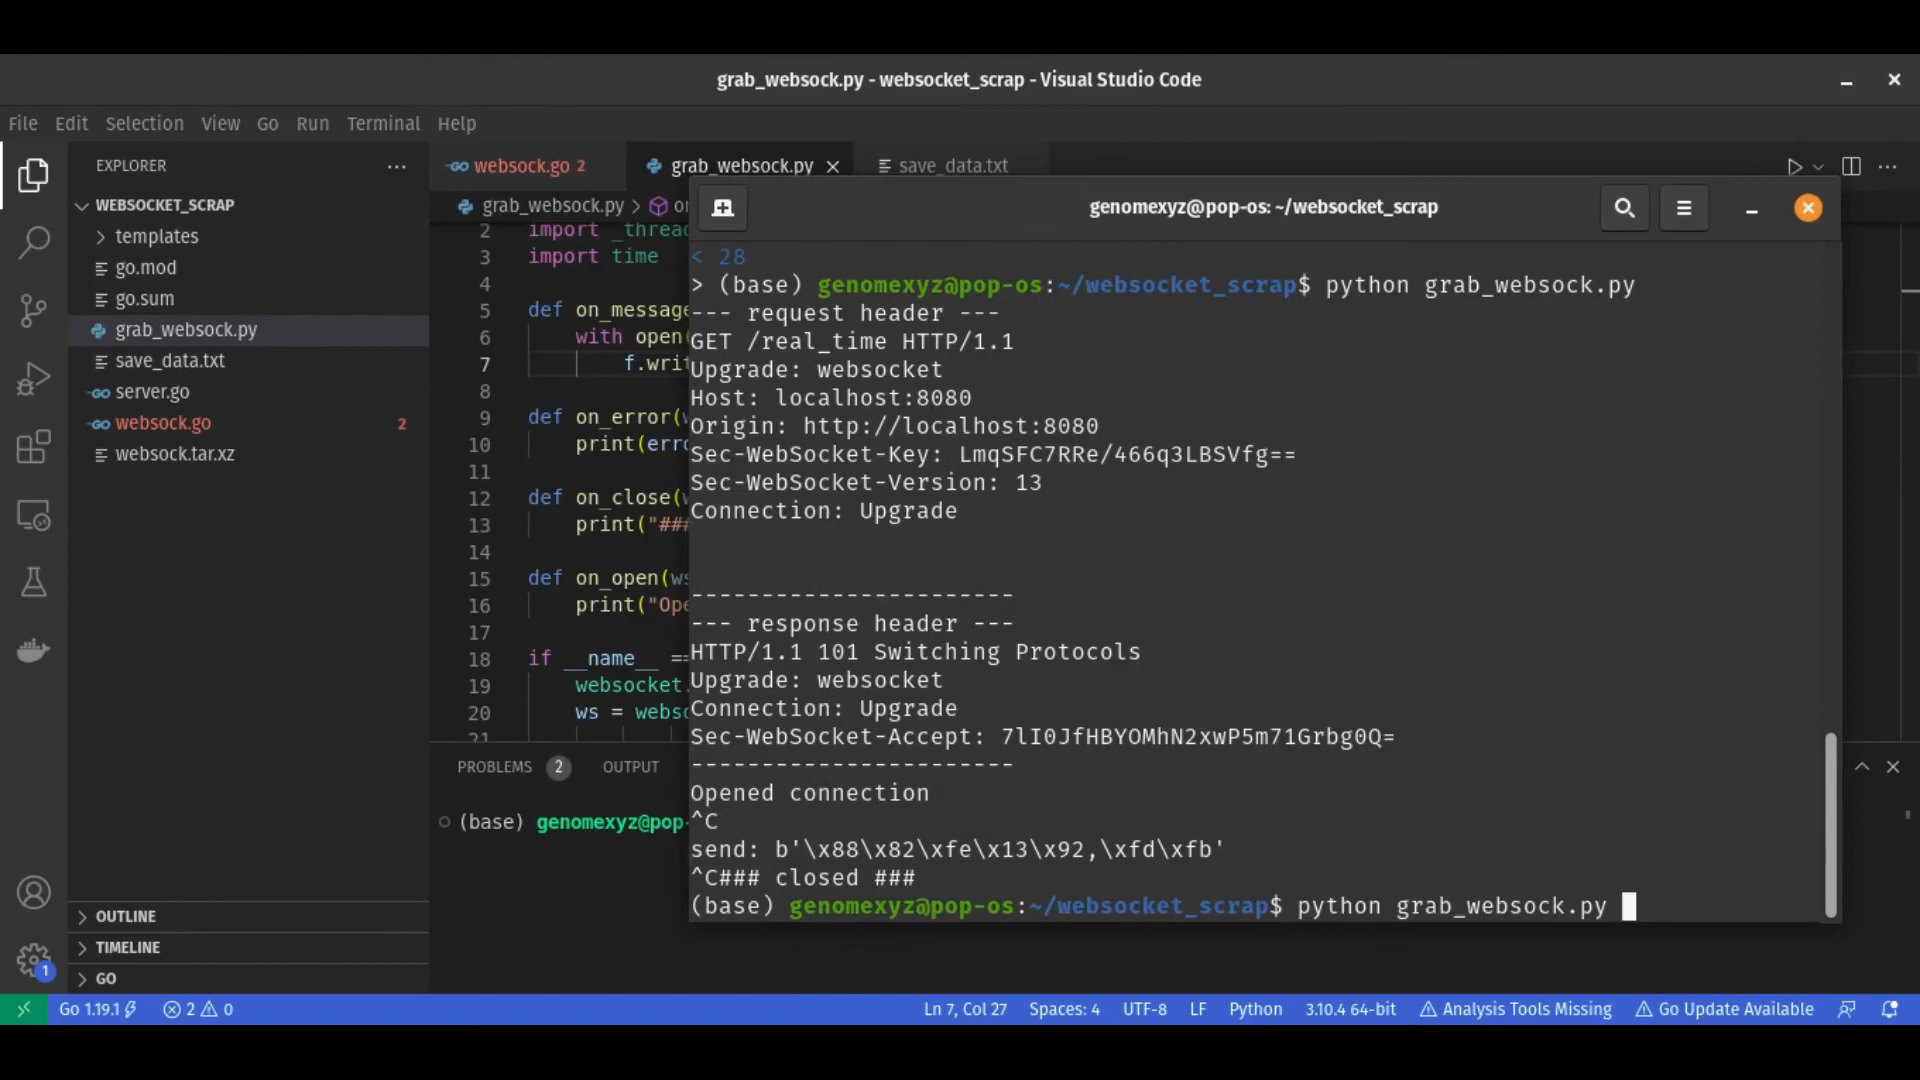 grab_websock.py - websocket_scrap - Visual Studio Code
File Edit Selection View Go Run Terminal Help
EXPLORER
WEBSOCKET_SCRAP
templates
go.mod
go.sum
grab_websock.py
save_data.txt
server.go
websock.go 2
websock.tar.xz
OUTLINE
TIMELINE
GO
1
websock.go 2
grab_websock.py
save_data.txt
grab_websock.py
2 import _thread
3 import time
4
5 def on_message
6 with open(
7 f.writ
8
9 def on_error(
10 print(erro
11
12 def on_close(
13 print("###
14
15 def on_open(ws
16 print("Ope
17
18 if __name__ ==
19 websocket.
20 ws = webso
21
PROBLEMS 2 OUTPUT
(base) genomexyz@pop-
genomexyz@pop-os: ~/websocket_scrap
< 28
> (base) genomexyz@pop-os:~/websocket_scrap$ python grab_websock.py
--- request header ---
GET /real_time HTTP/1.1
Upgrade: websocket
Host: localhost:8080
Origin: http://localhost:8080
Sec-WebSocket-Key: LmqSFC7RRe/466q3LBSVfg==
Sec-WebSocket-Version: 13
Connection: Upgrade
-----------------------
--- response header ---
HTTP/1.1 101 Switching Protocols
Upgrade: websocket
Connection: Upgrade
Sec-WebSocket-Accept: 7lI0JfHBYOMhN2xwP5m71Grbg0Q=
-----------------------
Opened connection
^C
send: b'\x88\x82\xfe\x13\x92,\xfd\xfb'
^C### closed ###
(base) genomexyz@pop-os:~/websocket_scrap$ python grab_websock.py
Go 1.19.1 2 0 Ln 7, Col 27 Spaces: 4 UTF-8 LF Python 3.10.4 64-bit Analysis Tools Missing Go Update Available